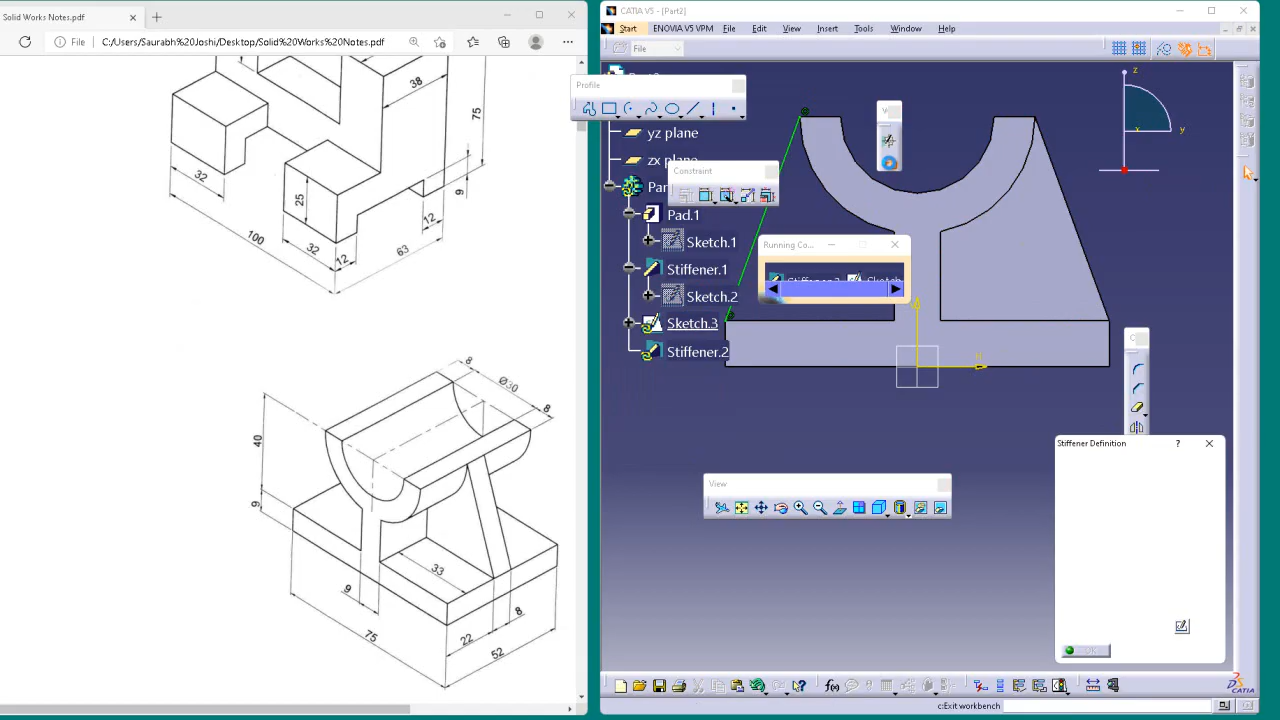 Solid Works Notes.pdf
File
C:/Users/Saurabh%20Joshi/Desktop/Solid%20Works%20Notes.pdf
38
75
32
25
9
12
100
32
12
63
8
Ø30
8
40
9
33
9
8
22
75
52
CATIA V5 - [Part2]
Start ENOVIA V5 VPM File Edit View Insert Tools Window Help
File
Profile
yz plane
zx plane
Constraint
Pad.1
Sketch.1
Stiffener.1
Sketch.2
Sketch.3
Stiffener.2
Running Co...
z
y
x
View
Stiffener Definition
?
OK
f(x)
CATIA
c:Exit workbench